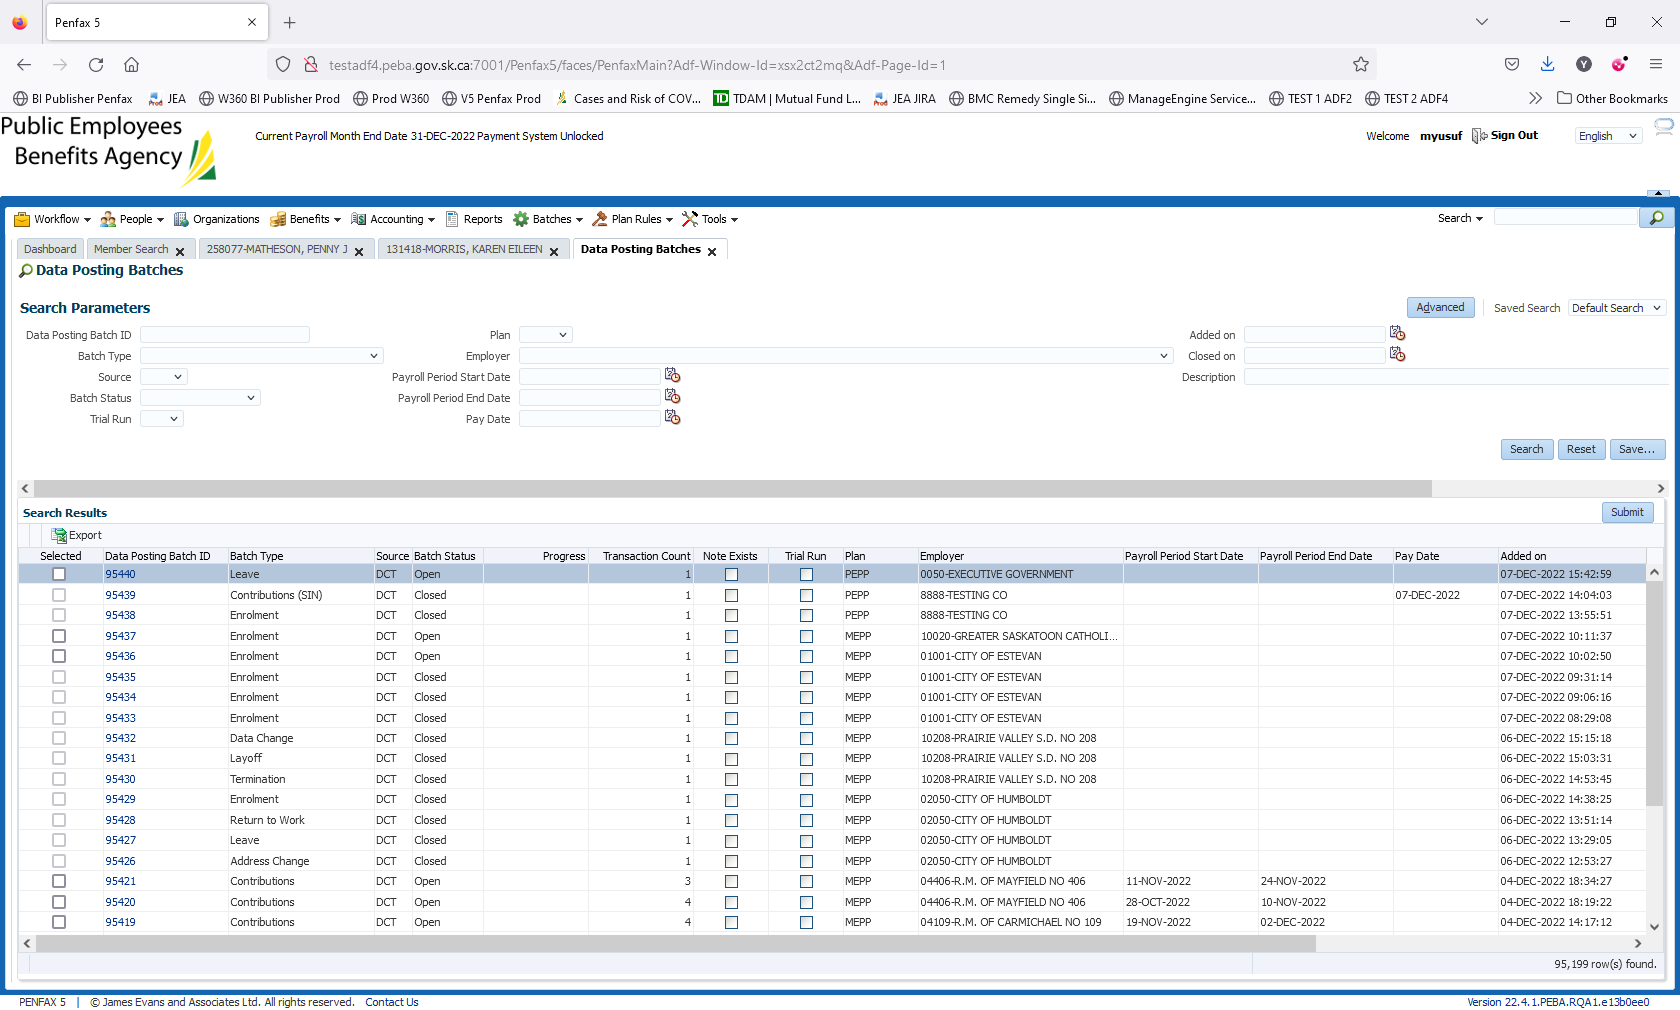 Penfax 5
testadf4.peba.gov.sk.ca:7001/Penfax5/faces/PenfaxMain?Adf-Window-Id=xsx2ct2mq&Adf-Page-Id=1
BI Publisher Penfax JEA W360 BI Publisher Prod Prod W360 V5 Penfax Prod Cases and Risk of COV... TD TDAM | Mutual Fund L... JEA JIRA BMC Remedy Single Si... ManageEngine Service... TEST 1 ADF2 TEST 2 ADF4 Other Bookmarks
Public Employees
Benefits Agency
Current Payroll Month End Date 31-DEC-2022 Payment System Unlocked
Welcome myusuf Sign Out English
Workflow People Organizations Benefits Accounting Reports Batches Plan Rules Tools Search
Dashboard Member Search 258077-MATHESON, PENNY J 131418-MORRIS, KAREN EILEEN Data Posting Batches
Data Posting Batches
Search Parameters Advanced Saved Search Default Search
Data Posting Batch ID Plan Added on
Batch Type Employer Closed on
Source Payroll Period Start Date Description
Batch Status Payroll Period End Date
Trial Run Pay Date
Search Reset Save...
Search Results Submit
Export
Selected Data Posting Batch ID Batch Type Source Batch Status Progress Transaction Count Note Exists Trial Run Plan Employer Payroll Period Start Date Payroll Period End Date Pay Date Added on
95440 Leave DCT Open 1 PEPP 0050-EXECUTIVE GOVERNMENT 07-DEC-2022 15:42:59
95439 Contributions (SIN) DCT Closed 1 PEPP 8888-TESTING CO 07-DEC-2022 07-DEC-2022 14:04:03
95438 Enrolment DCT Closed 1 PEPP 8888-TESTING CO 07-DEC-2022 13:55:51
95437 Enrolment DCT Open 1 MEPP 10020-GREATER SASKATOON CATHOLI... 07-DEC-2022 10:11:37
95436 Enrolment DCT Open 1 MEPP 01001-CITY OF ESTEVAN 07-DEC-2022 10:02:50
95435 Enrolment DCT Closed 1 MEPP 01001-CITY OF ESTEVAN 07-DEC-2022 09:31:14
95434 Enrolment DCT Closed 1 MEPP 01001-CITY OF ESTEVAN 07-DEC-2022 09:06:16
95433 Enrolment DCT Closed 1 MEPP 01001-CITY OF ESTEVAN 07-DEC-2022 08:29:08
95432 Data Change DCT Closed 1 MEPP 10208-PRAIRIE VALLEY S.D. NO 208 06-DEC-2022 15:15:18
95431 Layoff DCT Closed 1 MEPP 10208-PRAIRIE VALLEY S.D. NO 208 06-DEC-2022 15:03:31
95430 Termination DCT Closed 1 MEPP 10208-PRAIRIE VALLEY S.D. NO 208 06-DEC-2022 14:53:45
95429 Enrolment DCT Closed 1 MEPP 02050-CITY OF HUMBOLDT 06-DEC-2022 14:38:25
95428 Return to Work DCT Closed 1 MEPP 02050-CITY OF HUMBOLDT 06-DEC-2022 13:51:14
95427 Leave DCT Closed 1 MEPP 02050-CITY OF HUMBOLDT 06-DEC-2022 13:29:05
95426 Address Change DCT Closed 1 MEPP 02050-CITY OF HUMBOLDT 06-DEC-2022 12:53:27
95421 Contributions DCT Open 3 MEPP 04406-R.M. OF MAYFIELD NO 406 11-NOV-2022 24-NOV-2022 04-DEC-2022 18:34:27
95420 Contributions DCT Open 4 MEPP 04406-R.M. OF MAYFIELD NO 406 28-OCT-2022 10-NOV-2022 04-DEC-2022 18:19:22
95419 Contributions DCT Open 4 MEPP 04109-R.M. OF CARMICHAEL NO 109 19-NOV-2022 02-DEC-2022 04-DEC-2022 14:17:12
95,199 row(s) found.
PENFAX 5 | © James Evans and Associates Ltd. All rights reserved. Contact Us Version 22.4.1.PEBA.RQA1.e13b0ee0